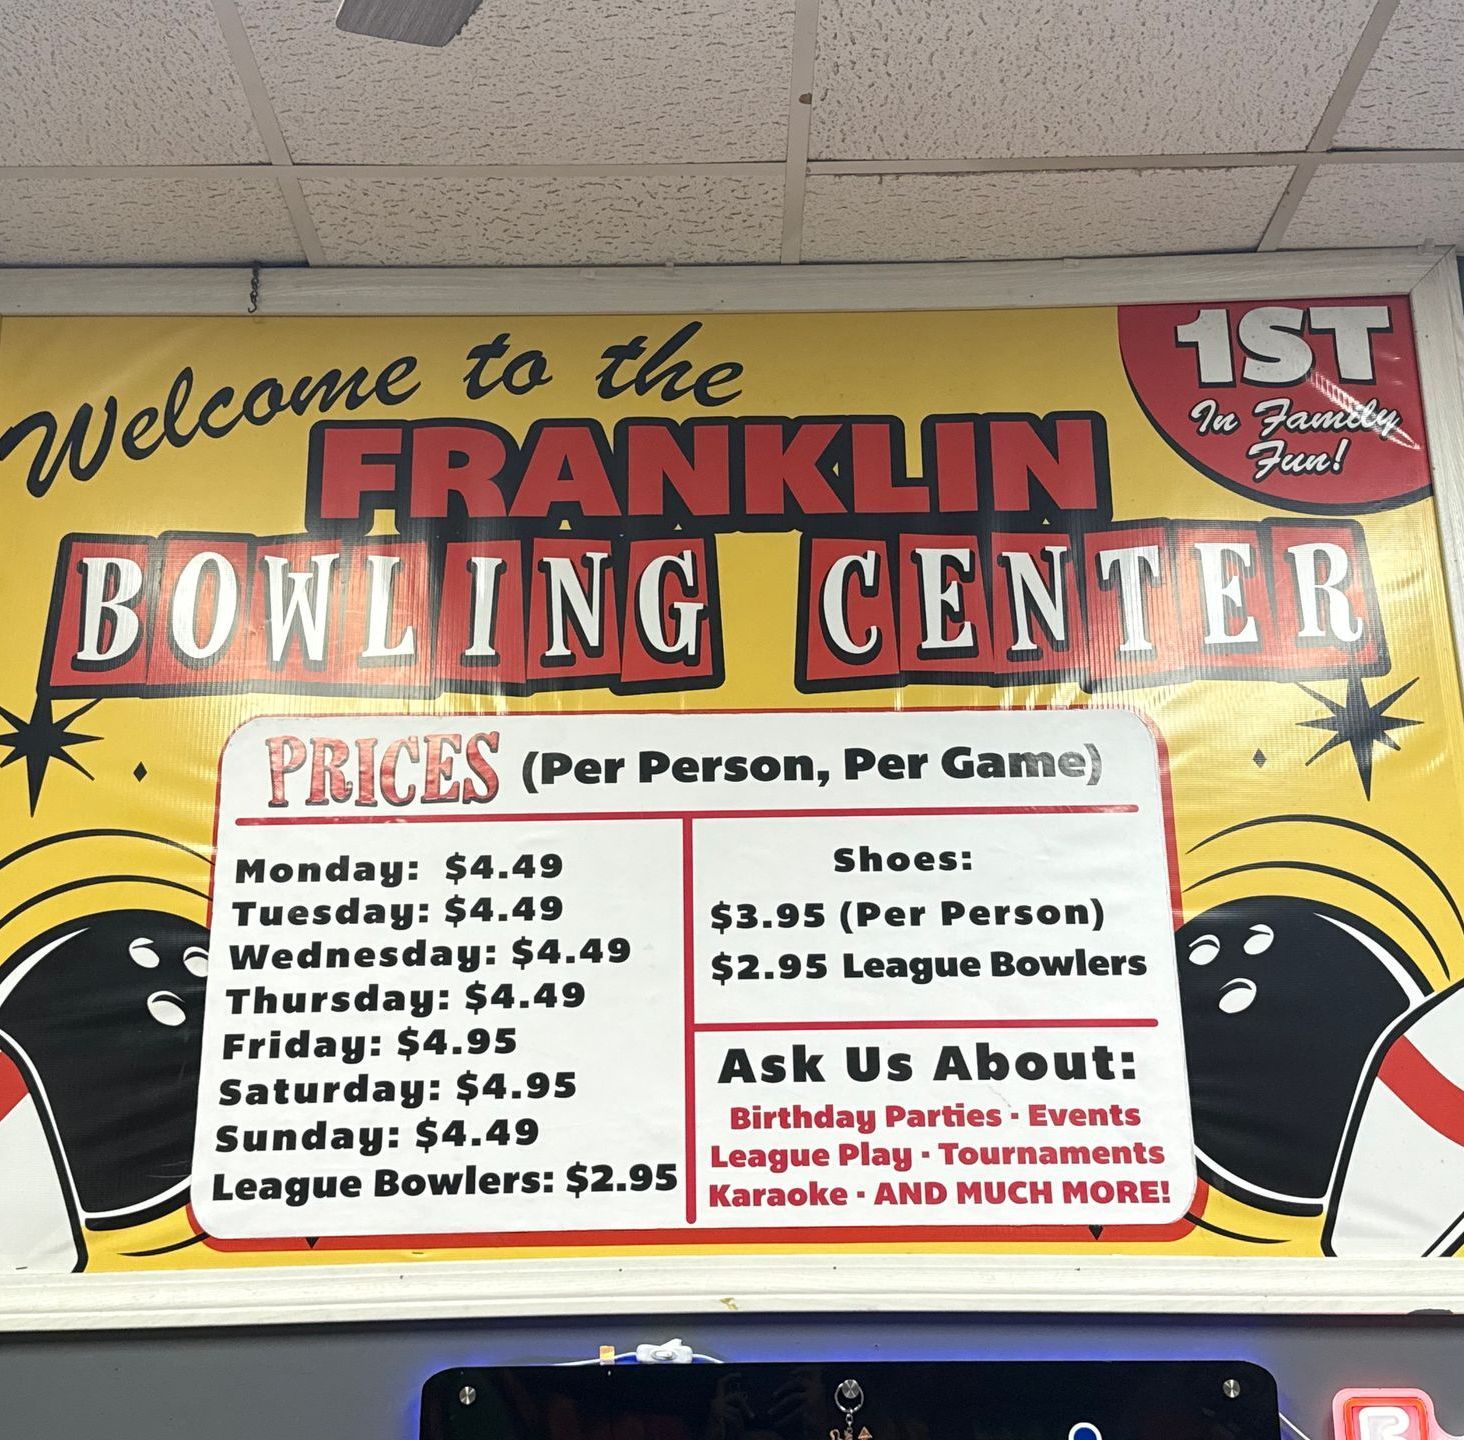 Welcome to the
FRANKLIN
BOWLING CENTER
1ST
In Family
Fun!
PRICES (Per Person, Per Game)
Monday: $4.49
Tuesday: $4.49
Wednesday: $4.49
Thursday: $4.49
Friday: $4.95
Saturday: $4.95
Sunday: $4.49
League Bowlers: $2.95
Shoes:
$3.95 (Per Person)
$2.95 League Bowlers
Ask Us About:
Birthday Parties · Events
League Play · Tournaments
Karaoke · AND MUCH MORE!